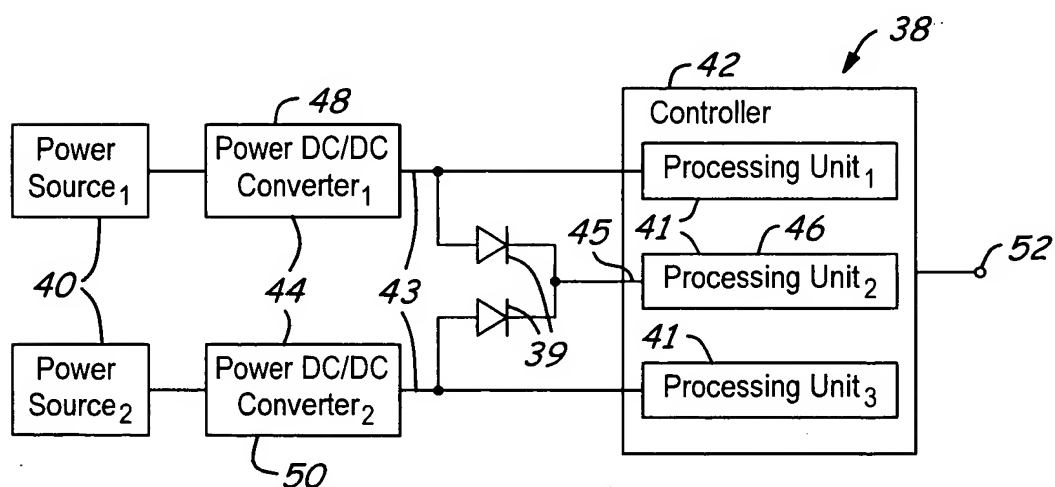 38
42
48
Controller
Power
Source1
Power DC/DC
Converter1
Processing Unit1
41
46
45
52
40
44
43
39
Processing Unit2
41
Power
Source2
Power DC/DC
Converter2
Processing Unit3
50